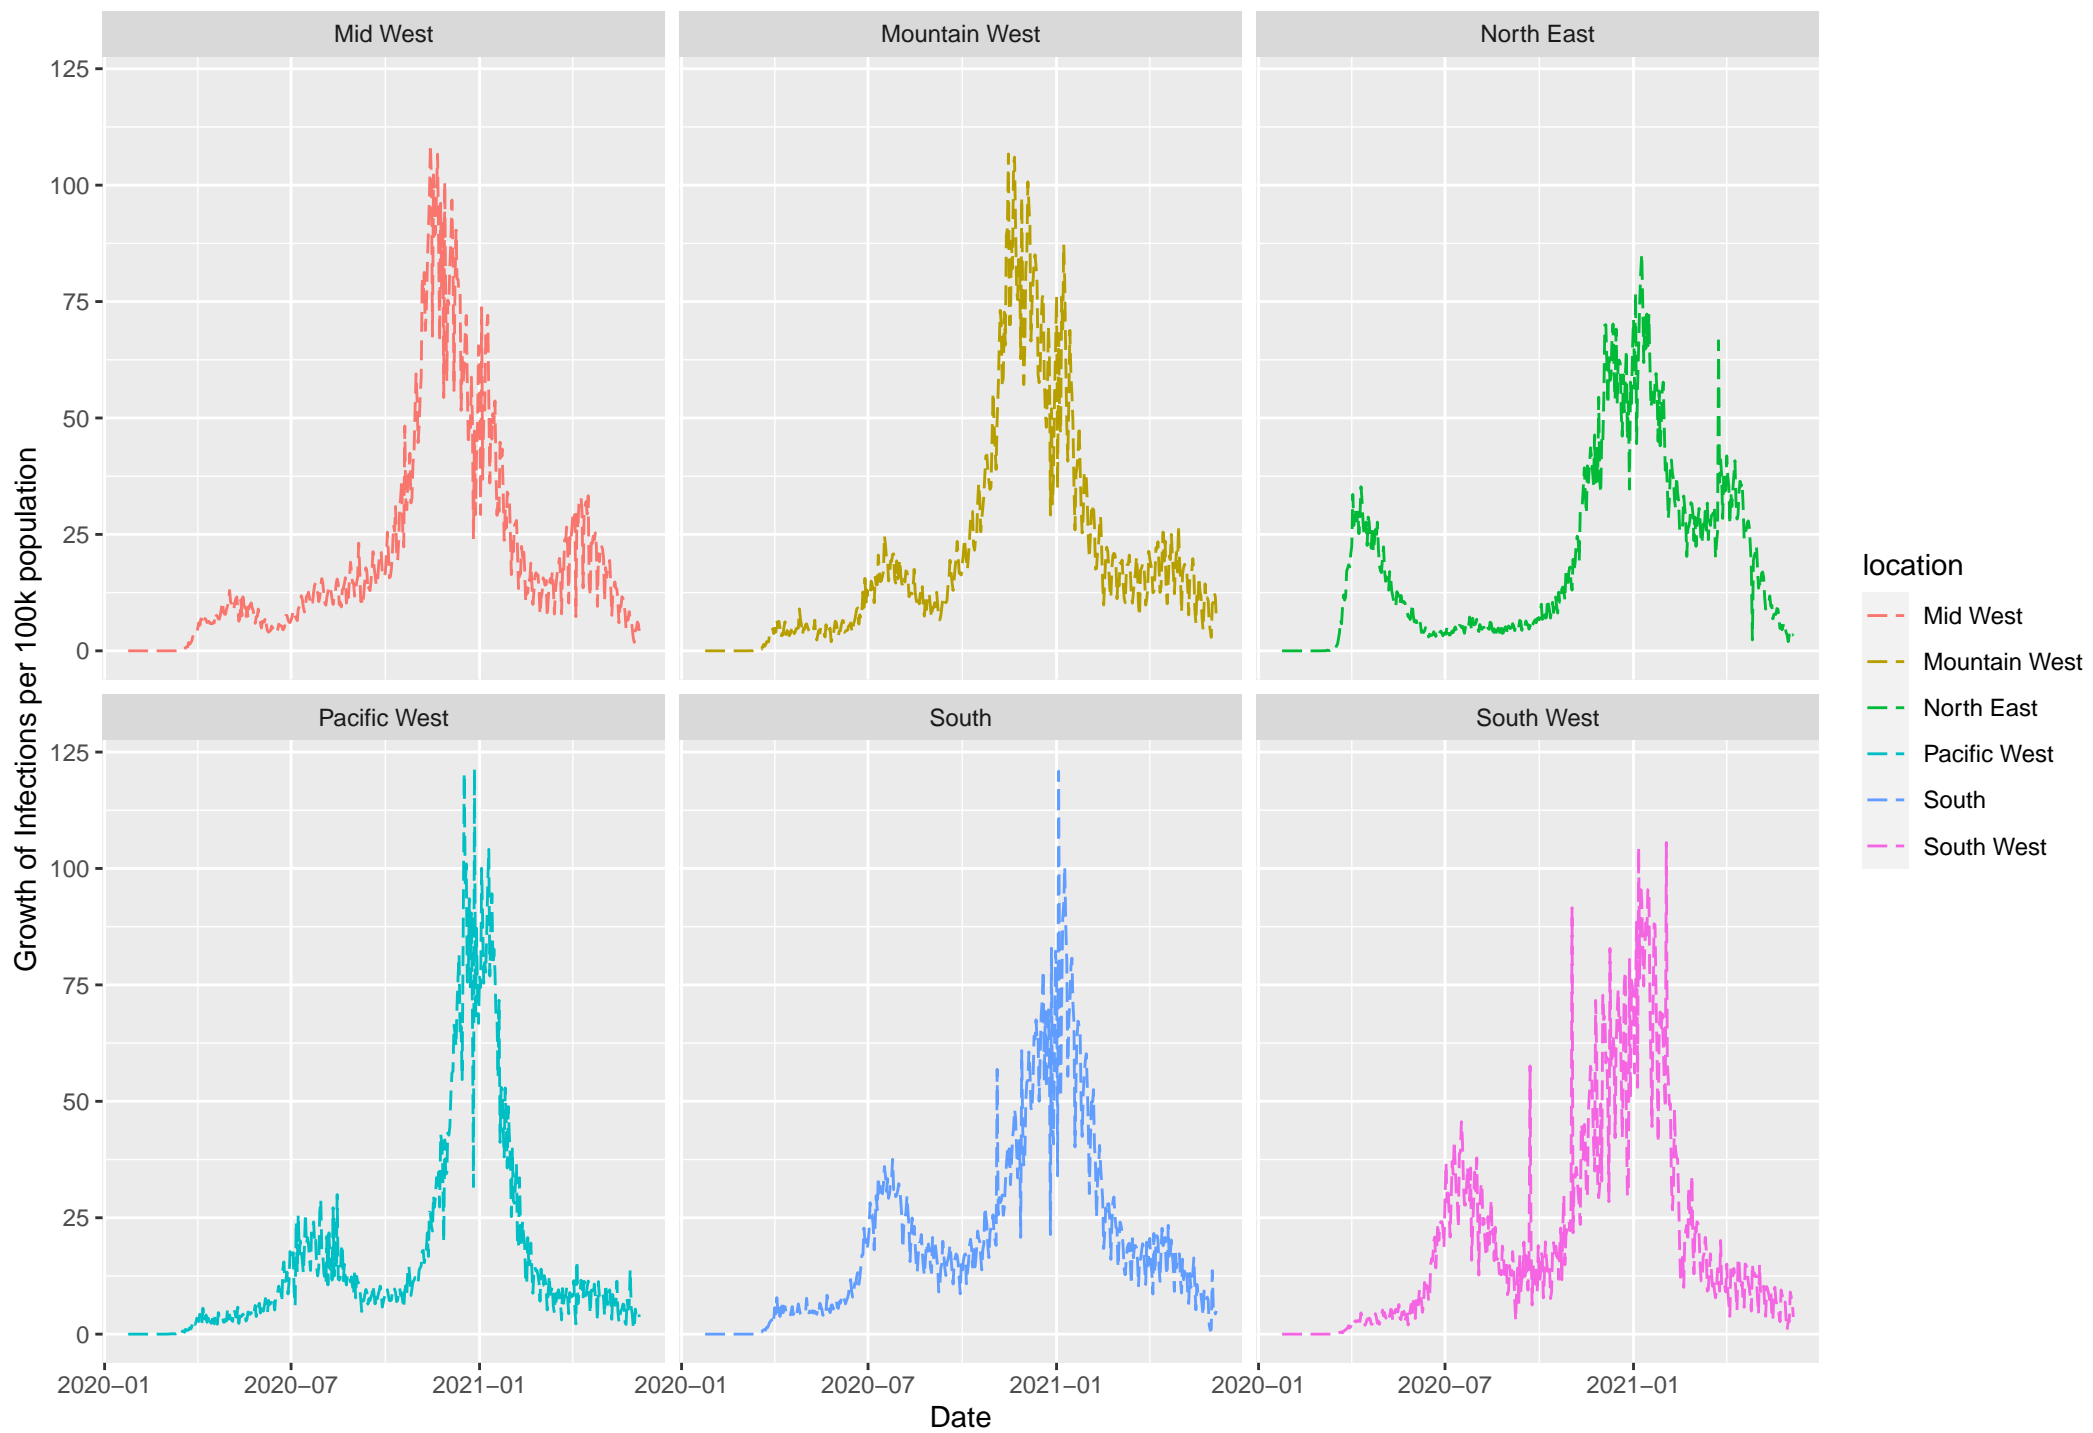 Mid West
Mountain West
North East
125
100
75
50
25
0
Pacific West
South
South West
125
100
75
50
25
0
2020−01
2020−07
2021−01
2020−01
2020−07
2021−01
2020−01
2020−07
2021−01
Date
Growth of Infections per 100k population
location
Mid West
Mountain West
North East
Pacific West
South
South West